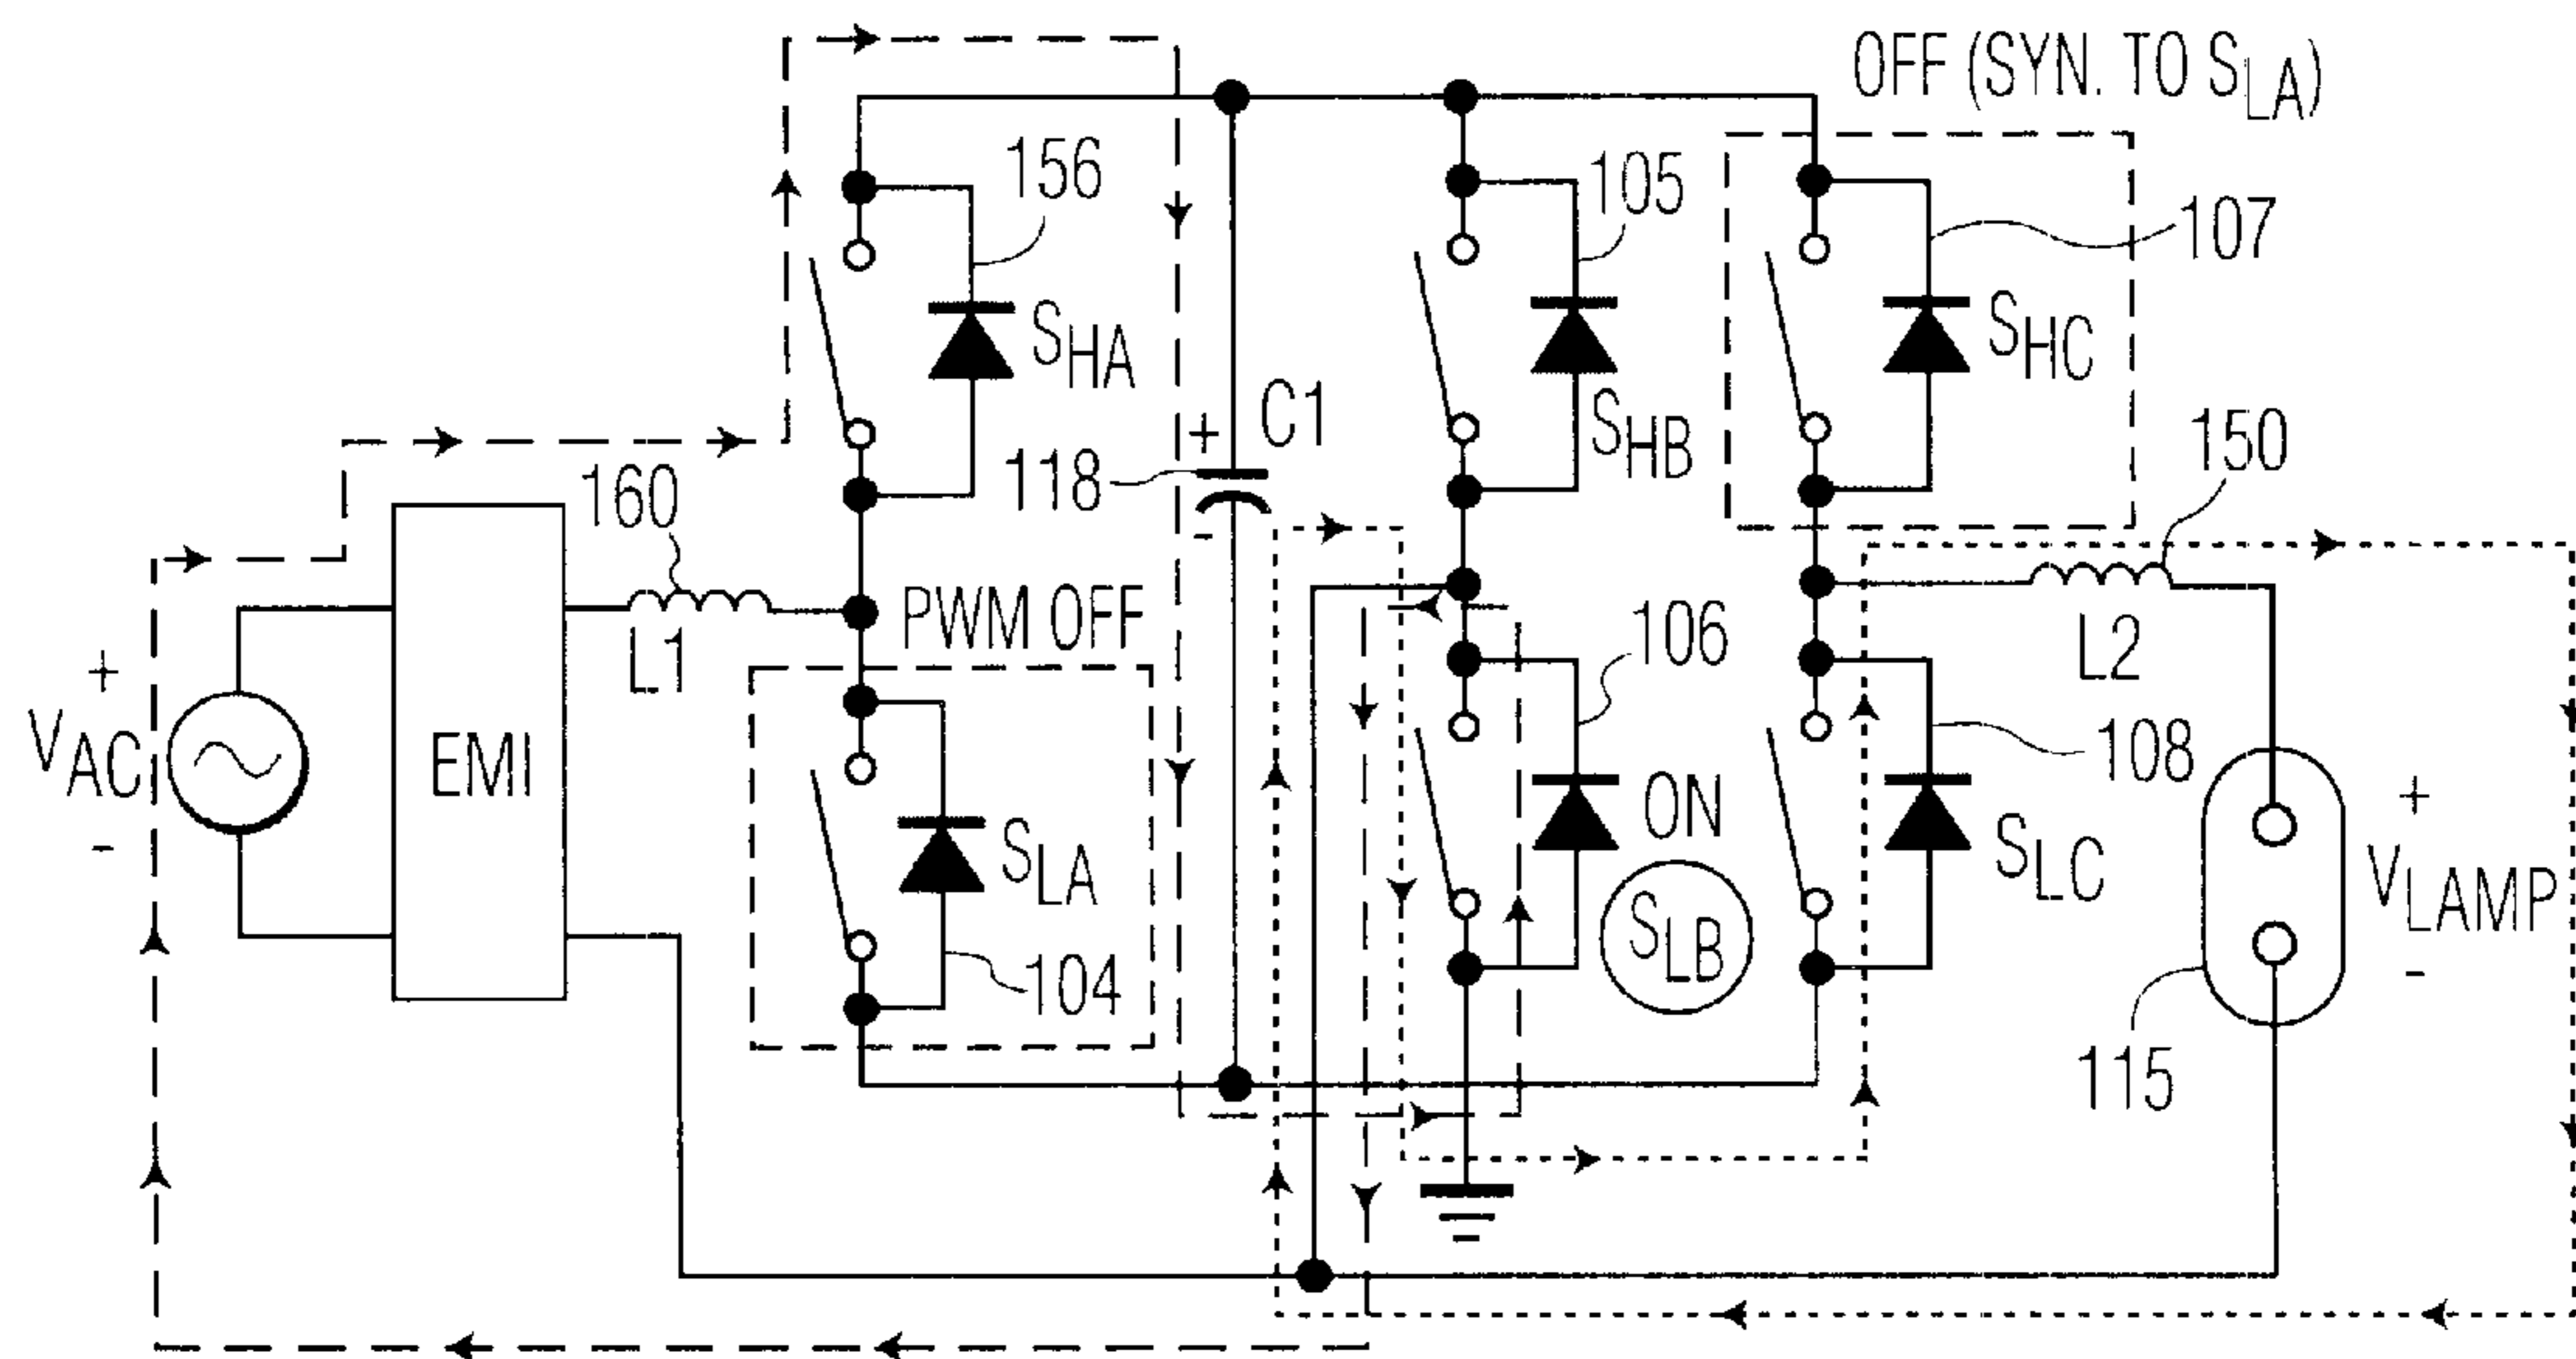 OFF (SYN. TO SLA)
156
105
107
SHA
SHC
+
C1
SHB
150
160
118
-
PWM OFF
L1
106
L2
+
VAC
-
EMI
ON
108
+
SLA
SLB
SLC
VLAMP
-
104
115